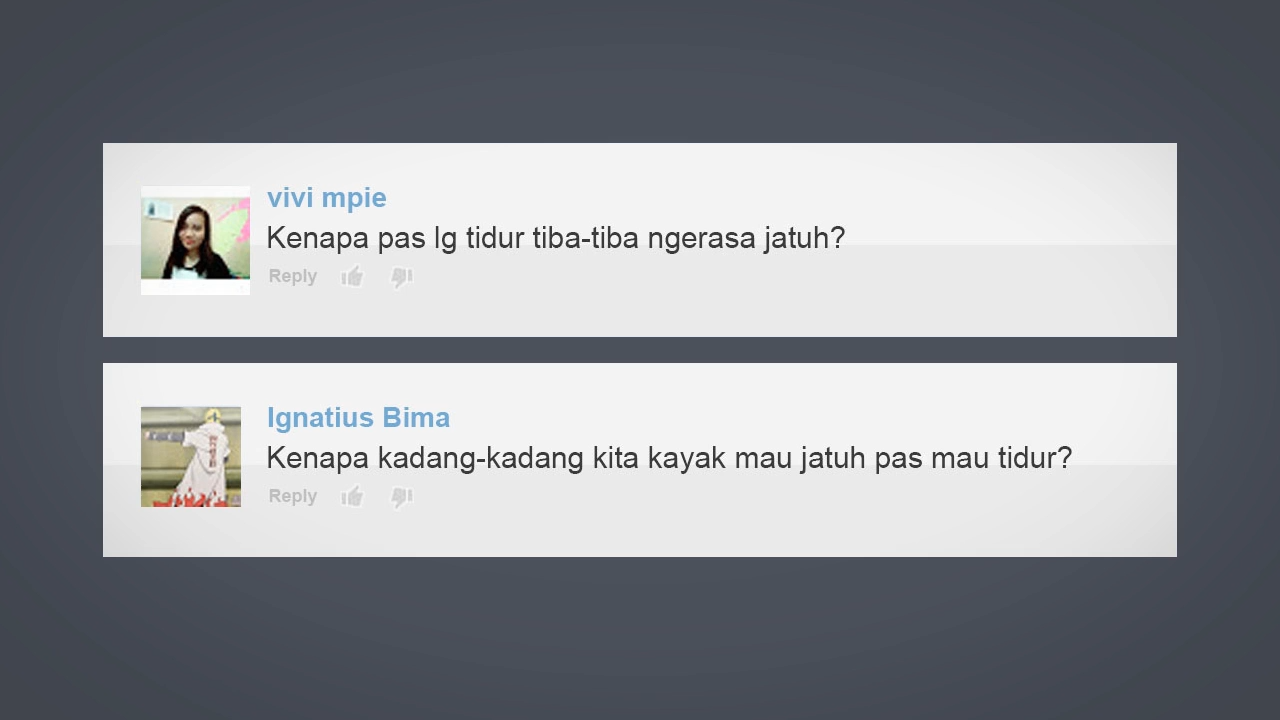 vivi mpie
Kenapa pas lg tidur tiba-tiba ngerasa jatuh?
Reply
Ignatius Bima
Kenapa kadang-kadang kita kayak mau jatuh pas mau tidur?
Reply